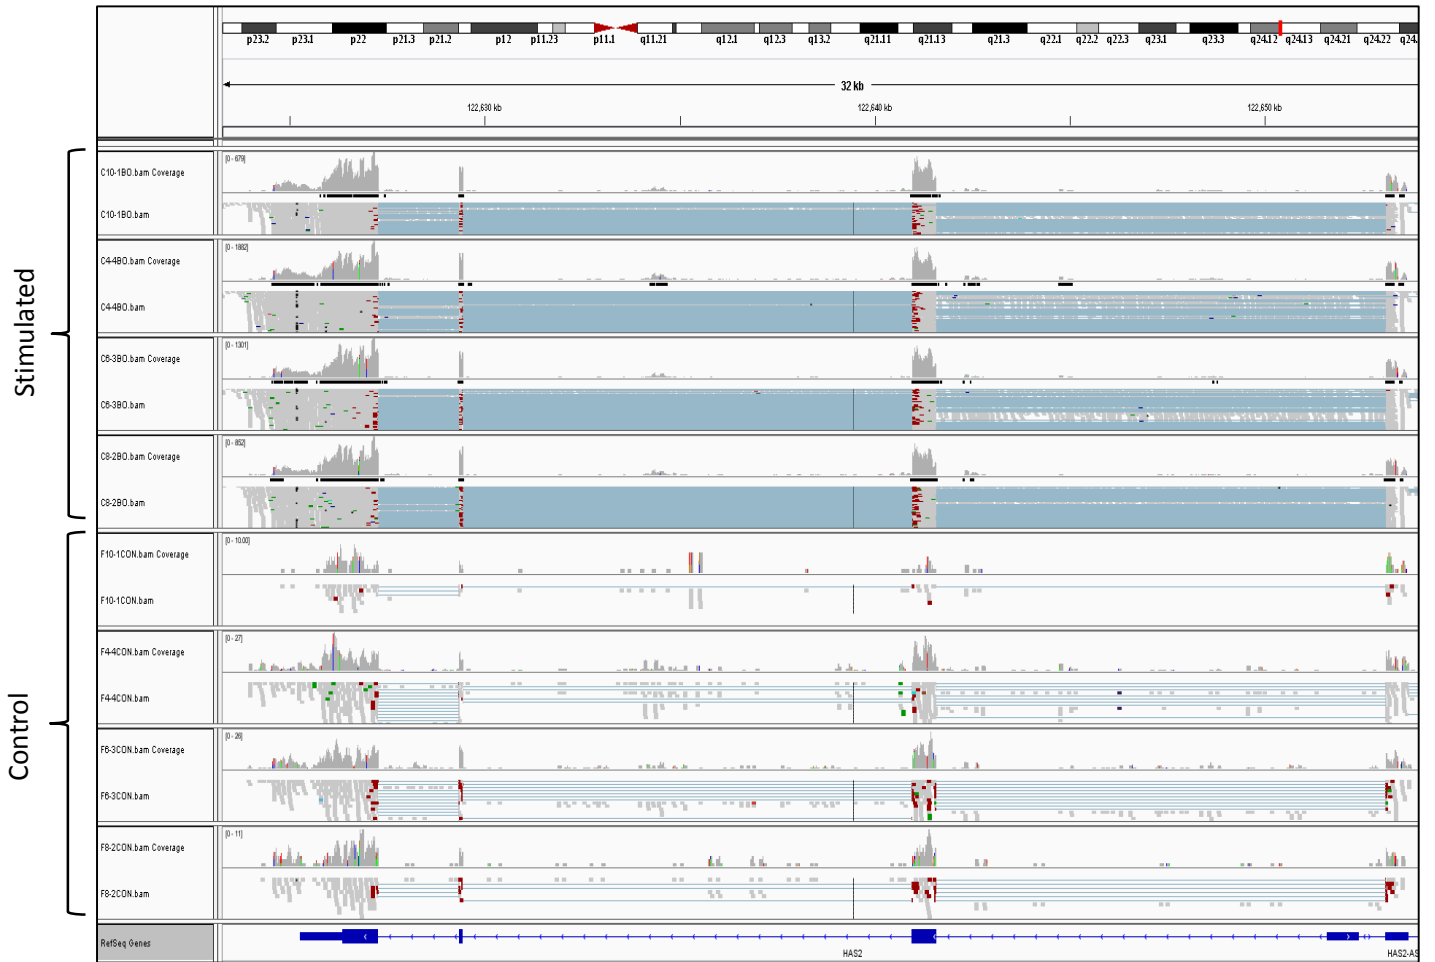 p23.2 p23.1 p22 p21.3 p21.2 p12 p11.23 p11.1 q11.21 q12.1 q12.3 q13.2 q21.11 q21.13 q21.3 q22.1 q22.2 q22.3 q23.1 q23.3 q24.12 q24.13 q24.21 q24.22 q24.
32 kb
122,630 kb 122,640 kb 122,650 kb
Stimulated
[0 - 679]
C10-1BO.bam Coverage
C10-1BO.bam
[0 - 1882]
C4-4BO.bam Coverage
C4-4BO.bam
[0 - 1301]
C6-3BO.bam Coverage
C6-3BO.bam
[0 - 852]
C8-2BO.bam Coverage
C8-2BO.bam
Control
[0 - 10.00]
F10-1CON.bam Coverage
F10-1CON.bam
[0 - 27]
F4-4CON.bam Coverage
F4-4CON.bam
[0 - 26]
F6-3CON.bam Coverage
F6-3CON.bam
[0 - 11]
F8-2CON.bam Coverage
F8-2CON.bam
RefSeq Genes
HAS2 HAS2-AS